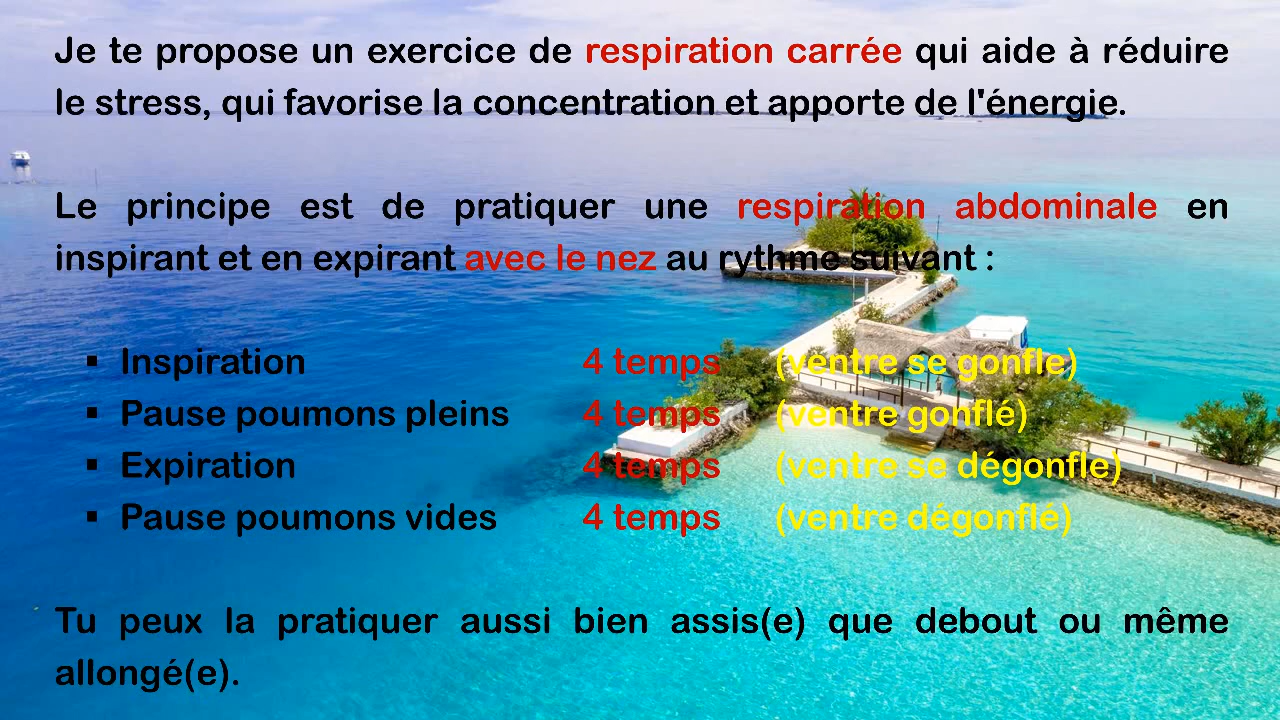 Je te propose un exercice de respiration carrée qui aide à réduire
le stress, qui favorise la concentration et apporte de l'énergie.
Le principe est de pratiquer une respiration abdominale en
inspirant et en expirant avec le nez au rythme suivant :
▪ Inspiration 4 temps (ventre se gonfle)
▪ Pause poumons pleins 4 temps (ventre gonflé)
▪ Expiration 4 temps (ventre se dégonfle)
▪ Pause poumons vides 4 temps (ventre dégonflé)
Tu peux la pratiquer aussi bien assis(e) que debout ou même
allongé(e).